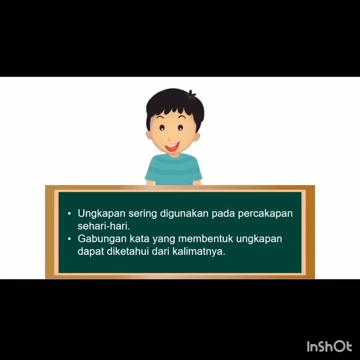 • Ungkapan sering digunakan pada percakapan
sehari-hari.
• Gabungan kata yang membentuk ungkapan
dapat diketahui dari kalimatnya.
InShOt